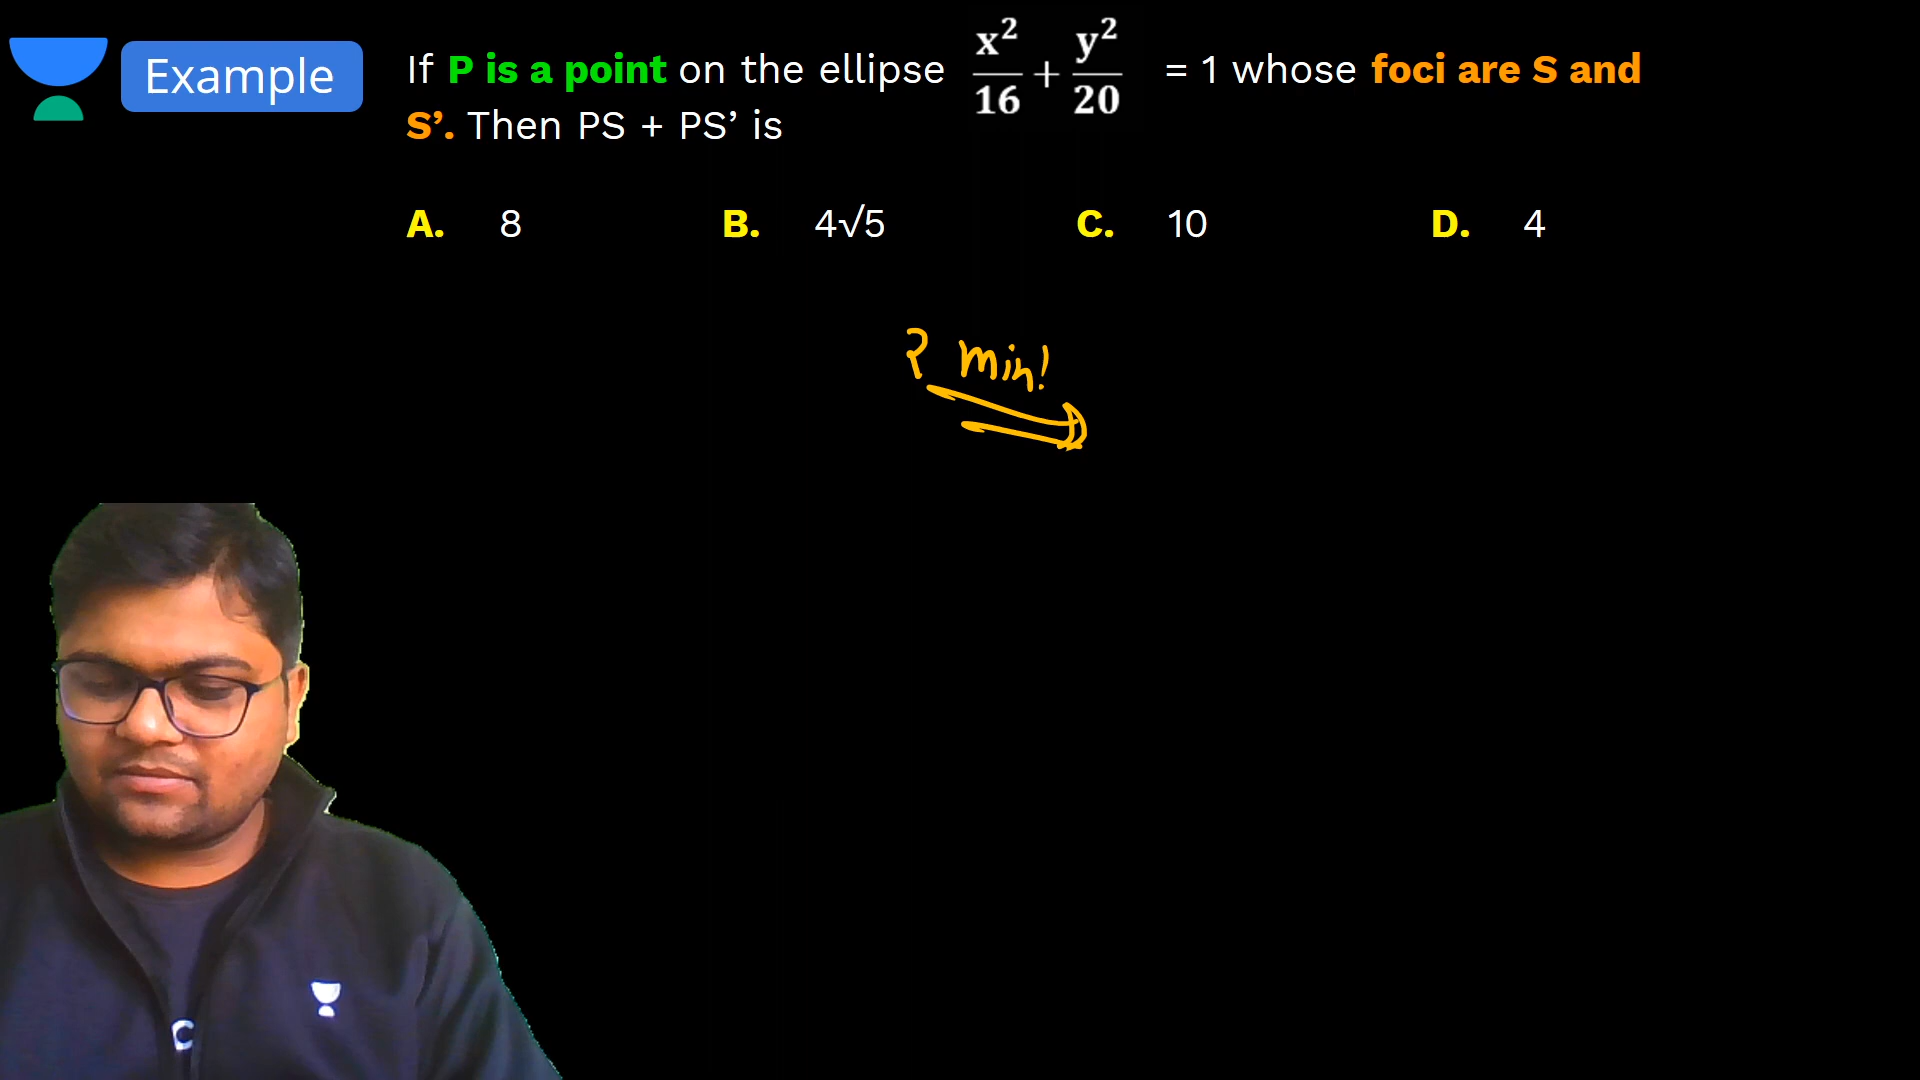 Example
If P is a point on the ellipse x²/16 + y²/20 = 1 whose foci are S and
S’. Then PS + PS’ is
A. 8 B. 4√5 C. 10 D. 4
min!
C